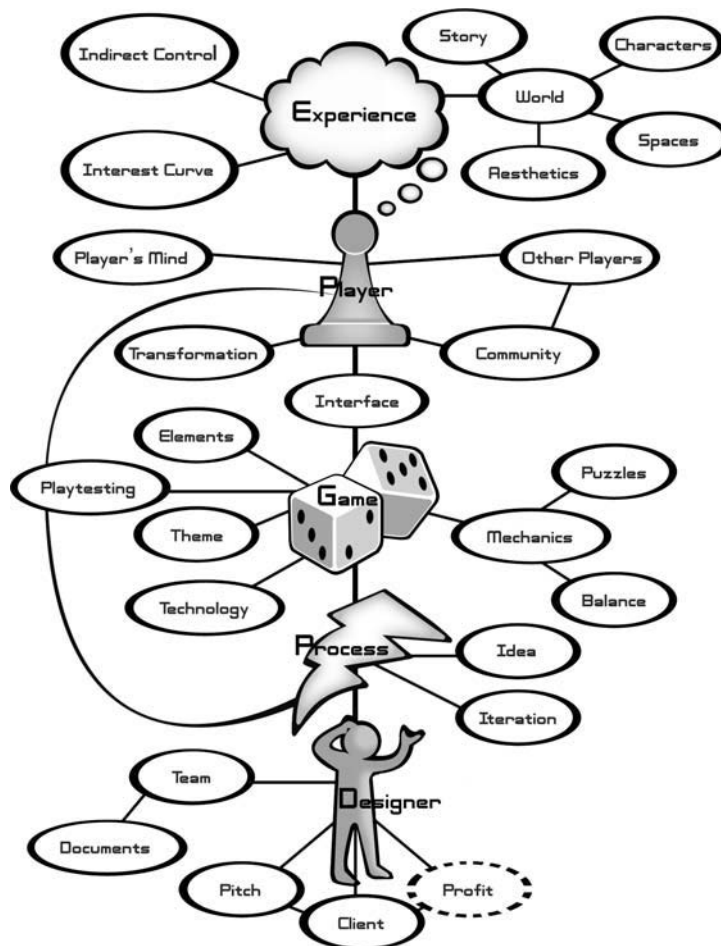 Story
Characters
Indirect Control
World
Experience
Spaces
Interest Curve
Aesthetics
Player's Mind
Other Players
Player
Transformation
Community
Interface
Elements
Puzzles
Playtesting
Game
Theme
Mechanics
Technology
Balance
Process
Idea
Iteration
Team
Designer
Documents
Pitch
Profit
Client